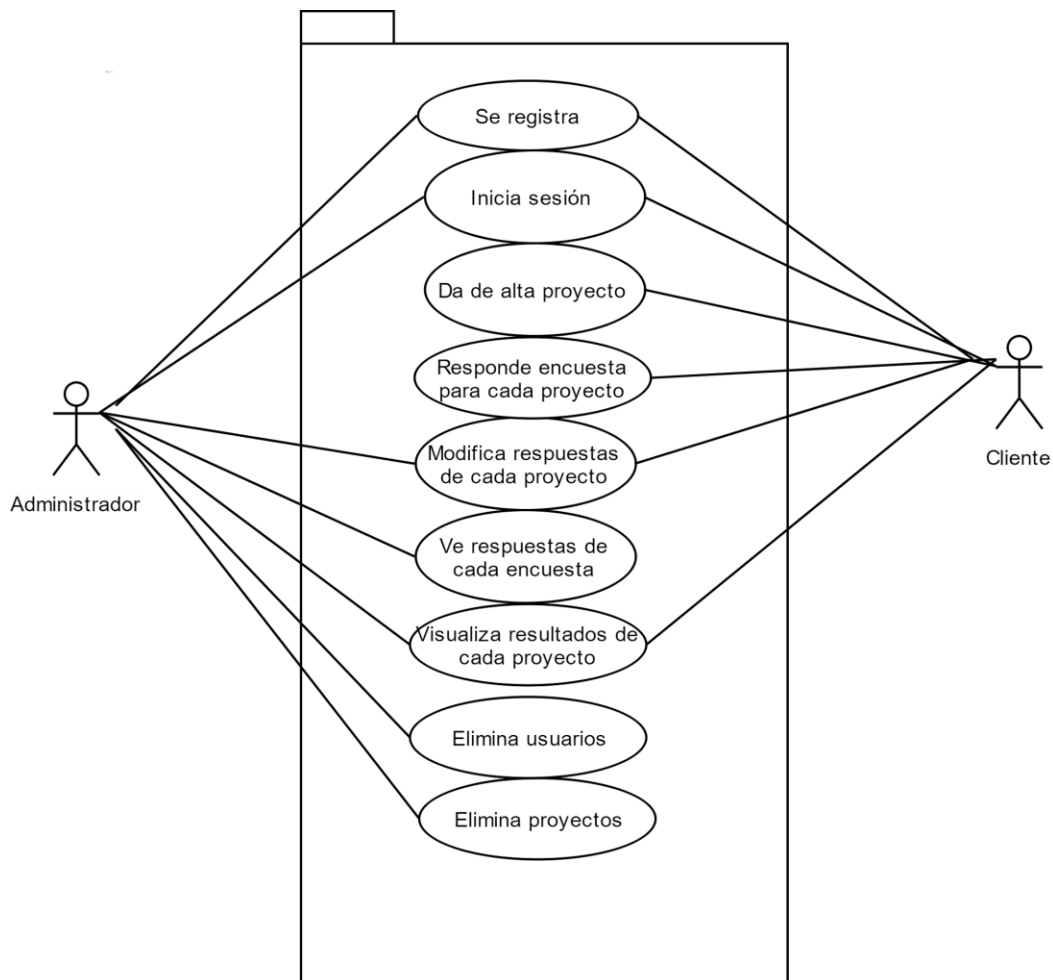 Se registra
Inicia sesión
Da de alta proyecto
Responde encuesta
para cada proyecto
Modifica respuestas
de cada proyecto
Cliente
Administrador
Ve respuestas de
cada encuesta
Visualiza resultados de
cada proyecto
Elimina usuarios
Elimina proyectos